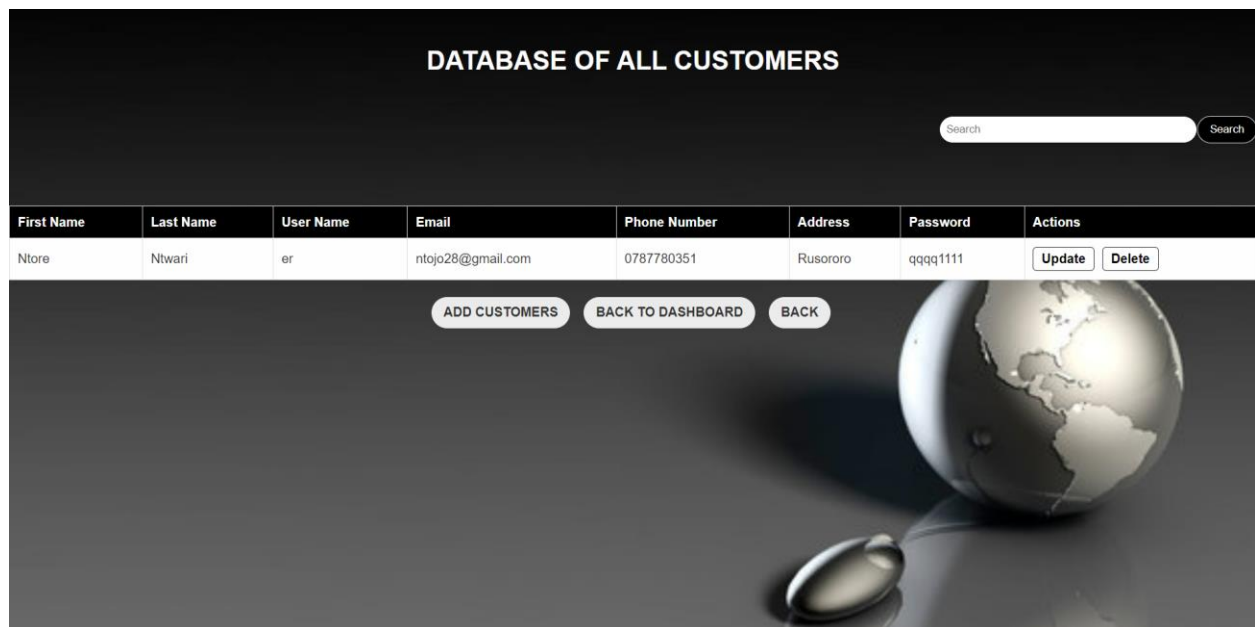 DATABASE OF ALL CUSTOMERS
Search Search
First Name Last Name User Name Email Phone Number Address Password Actions
Ntore Ntwari er ntojo28@gmail.com 0787780351 Rusororo qqqq1111 Update Delete
ADD CUSTOMERS BACK TO DASHBOARD BACK